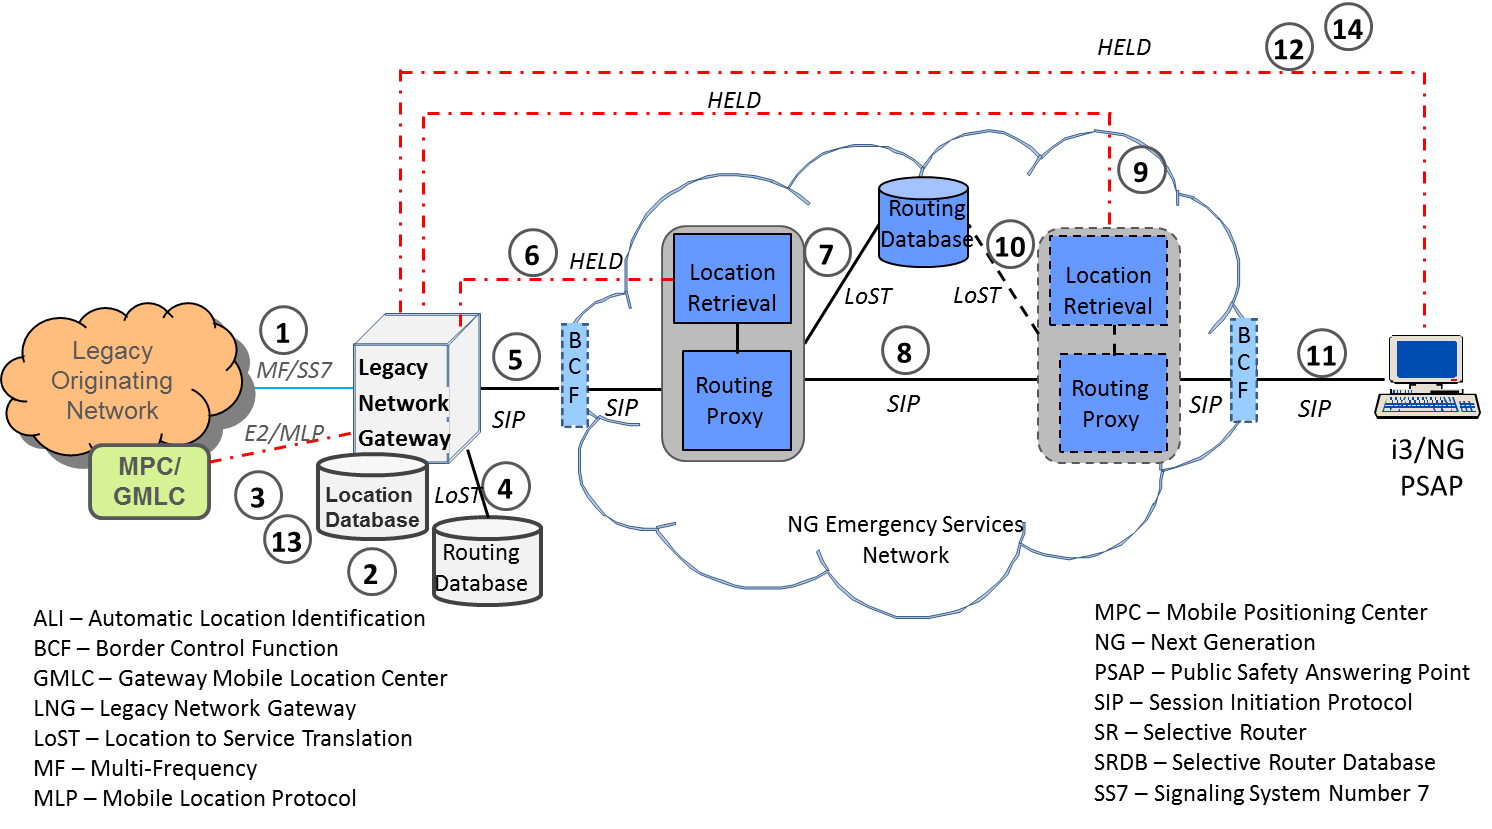 HELD
12
14
HELD
9
Routing
Database
10
LoST
7
LoST
6
HELD
Location
Retrieval
Location
Retrieval
1
MF/SS7
Legacy
Originating
Network
Legacy
Network
Gateway
5
SIP
B
C
F
SIP
Routing
Proxy
8
SIP
Routing
Proxy
SIP
B
C
F
11
SIP
i3/NG
PSAP
E2/MLP
MPC/
GMLC
3
13
Location
Database
2
LoST
4
Routing
Database
NG Emergency Services
Network
ALI – Automatic Location Identification
BCF – Border Control Function
GMLC – Gateway Mobile Location Center
LNG – Legacy Network Gateway
LoST – Location to Service Translation
MF – Multi-Frequency
MLP – Mobile Location Protocol
MPC – Mobile Positioning Center
NG – Next Generation
PSAP – Public Safety Answering Point
SIP – Session Initiation Protocol
SR – Selective Router
SRDB – Selective Router Database
SS7 – Signaling System Number 7